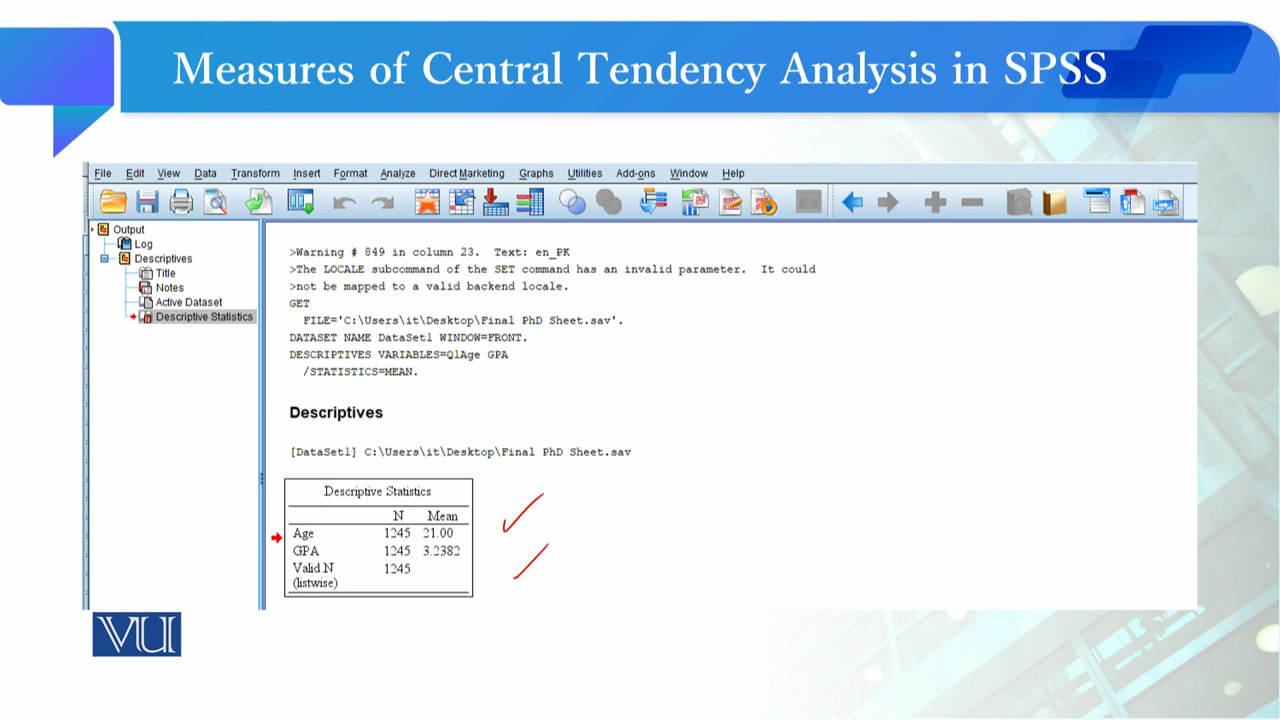 Measures of Central Tendency Analysis in SPSS
File Edit View Data Transform Insert Format Analyze Direct Marketing Graphs Utilities Add-ons Window Help
Output
Log
Descriptives
Title
Notes
Active Dataset
Descriptive Statistics
>Warning # 849 in column 23.  Text: en_PK
>The LOCALE subcommand of the SET command has an invalid parameter.  It could
>not be mapped to a valid backend locale.
GET
FILE='C:\Users\it\Desktop\Final PhD Sheet.sav'.
DATASET NAME DataSet1 WINDOW=FRONT.
DESCRIPTIVES VARIABLES=Q1Age GPA
/STATISTICS=MEAN.
Descriptives
[DataSet1] C:\Users\it\Desktop\Final PhD Sheet.sav
Descriptive Statistics
N Mean
Age 1245 21.00
GPA 1245 3.2382
Valid N 1245
(listwise)
VU